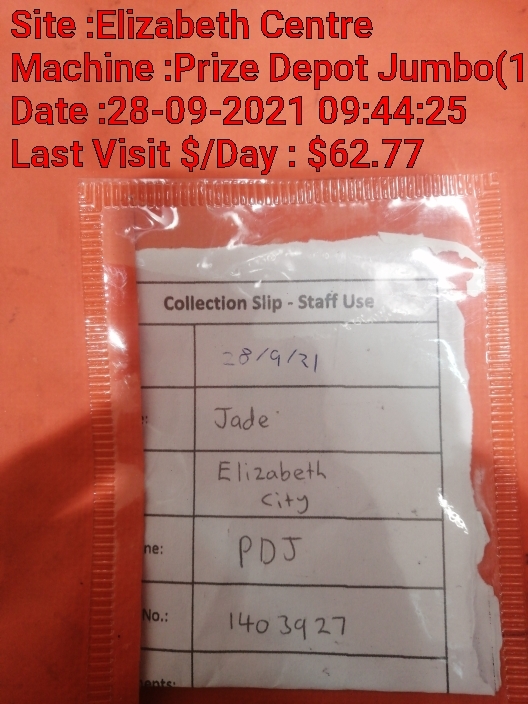 Site :Elizabeth Centre
Machine :Prize Depot Jumbo(1
Date :28-09-2021 09:44:25
Last Visit $/Day : $62.77
Collection Slip - Staff Use
28/9/21
Jade
Elizabeth
City
ne: PDJ
No.: 1403927
ents: